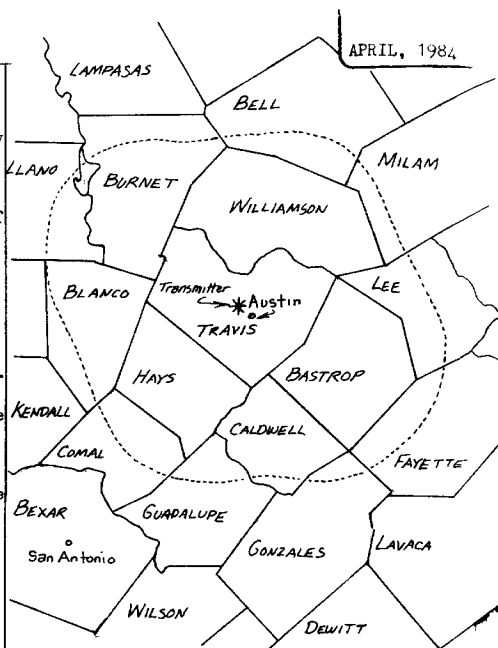 APRIL, 1984
LAMPASAS
BELL
LLANO
BURNET
MILAM
WILLIAMSON
BLANCO
Transmitter
Austin
LEE
TRAVIS
HAYS
BASTROP
KENDALL
COMAL
CALDWELL
FAYETTE
BEXAR
GUADALUPE
San Antonio
GONZALES
LAVACA
WILSON
DEWITT